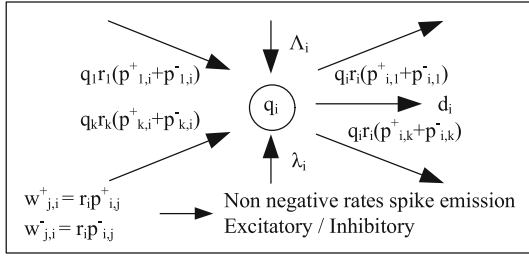 Λi
q1r1(p+1,i+p-1,i)
qiri(p+i,1+p-i,1)
qi
di
qkrk(p+k,i+p-k,i)
qiri(p+i,k+p-i,k)
λi
w+j,i = rip+i,j
w-j,i = rip-i,j
Non negative rates spike emission
Excitatory / Inhibitory